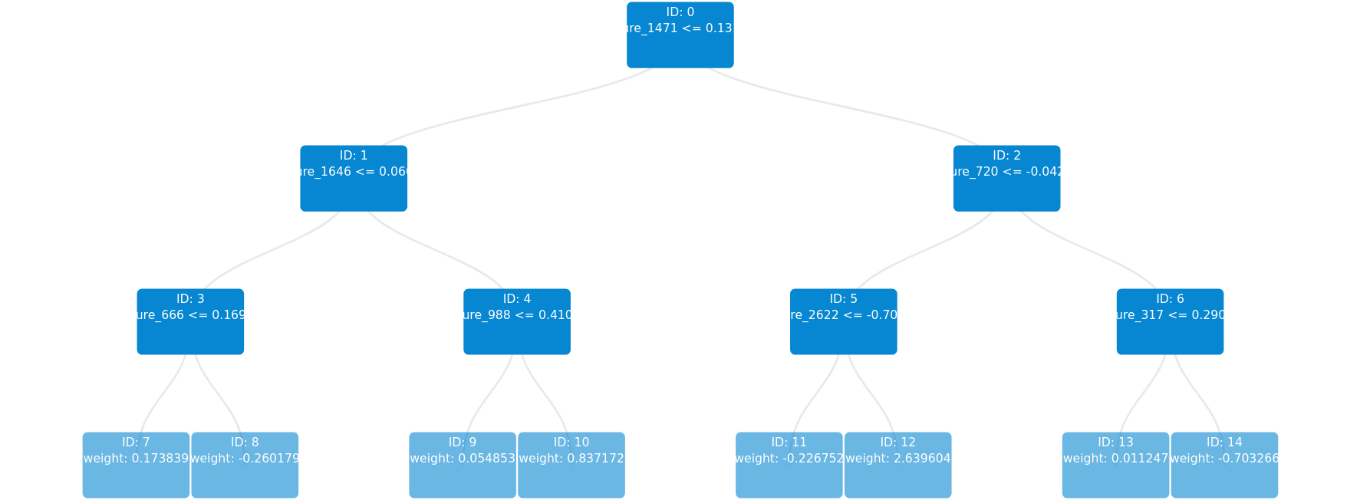 ID: 0
ure_1471 <= 0.13
ID: 1
ure_1646 <= 0.06
ID: 2
ure_720 <= -0.042
ID: 3
ure_666 <= 0.169
ID: 4
ure_988 <= 0.410
ID: 5
re_2622 <= -0.70
ID: 6
ure_317 <= 0.290
ID: 7
weight: 0.173839
ID: 8
weight: -0.260179
ID: 9
weight: 0.054853
ID: 10
weight: 0.837172
ID: 11
weight: -0.226752
ID: 12
weight: 2.639604
ID: 13
weight: 0.011247
ID: 14
weight: -0.703266